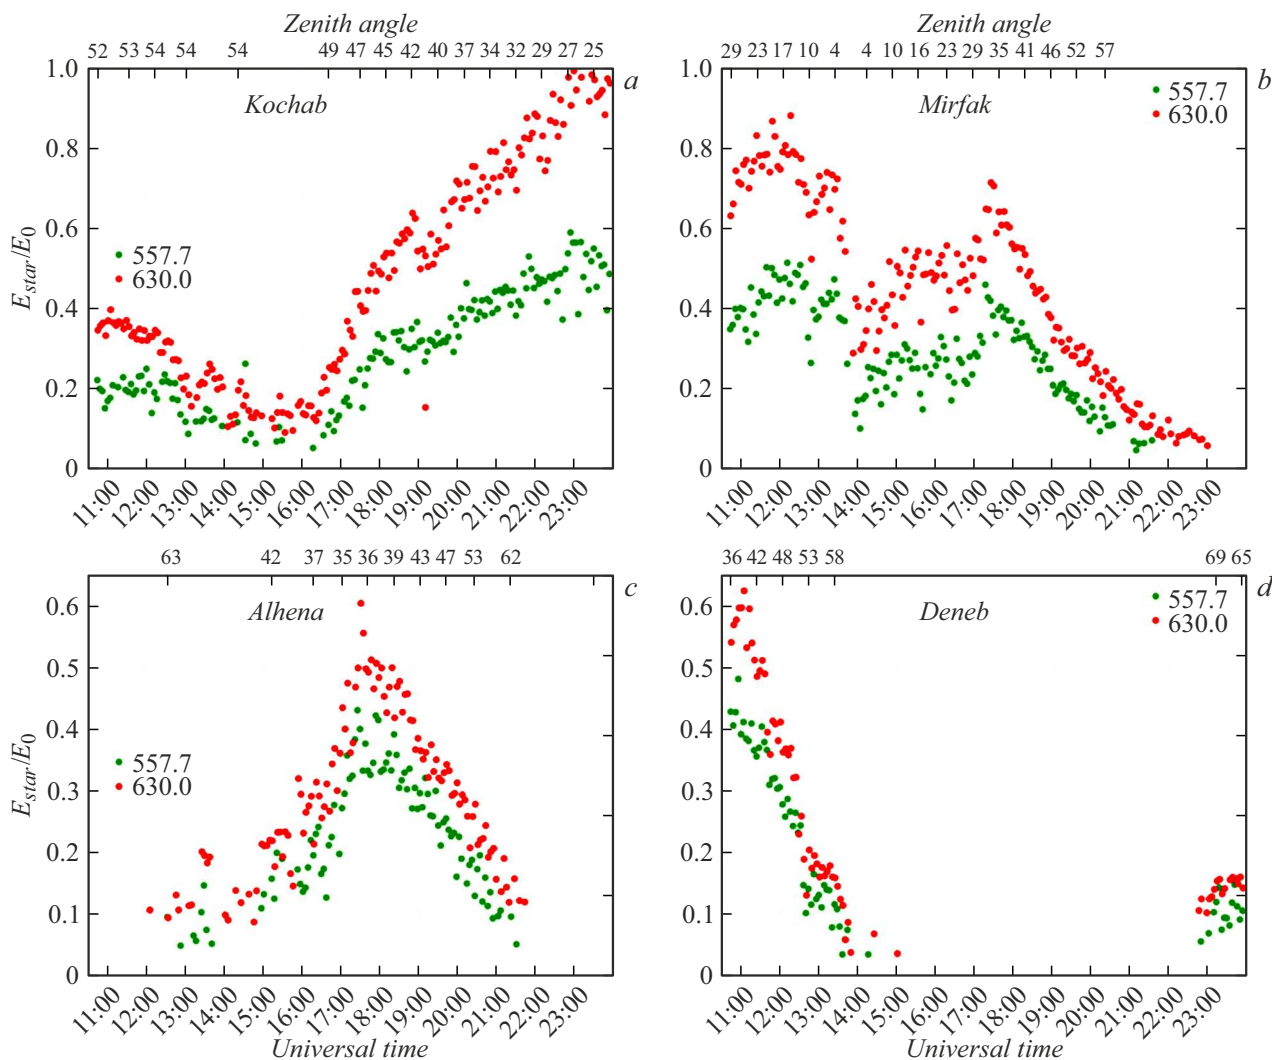 Zenith angle
52 53 54 54 54 49 47 45 42 40 37 34 32 29 27 25
1.0
0.8
0.6
0.4
0.2
0
E_star/E_0
Kochab
a
557.7
630.0
11:00 12:00 13:00 14:00 15:00 16:00 17:00 18:00 19:00 20:00 21:00 22:00 23:00
Zenith angle
29 23 17 10 4 4 10 16 23 29 35 41 46 52 57
1.0
0.8
0.6
0.4
0.2
0
Mirfak
b
557.7
630.0
11:00 12:00 13:00 14:00 15:00 16:00 17:00 18:00 19:00 20:00 21:00 22:00 23:00
63 42 37 35 36 39 43 47 53 62
0.6
0.5
0.4
0.3
0.2
0.1
0
E_star/E_0
Alhena
c
557.7
630.0
11:00 12:00 13:00 14:00 15:00 16:00 17:00 18:00 19:00 20:00 21:00 22:00 23:00
Universal time
36 42 48 53 58 69 65
0.6
0.5
0.4
0.3
0.2
0.1
0
Deneb
d
557.7
630.0
11:00 12:00 13:00 14:00 15:00 16:00 17:00 18:00 19:00 20:00 21:00 22:00 23:00
Universal time